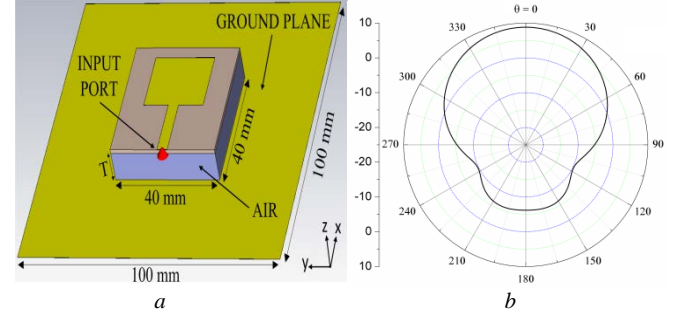 GROUND PLANE
INPUT
PORT
T
40 mm
40 mm
100 mm
AIR
z x
y
100 mm
a
θ = 0
330
30
300
60
270
90
240
120
210
150
180
10
0
-10
-20
-20
-10
0
10
b